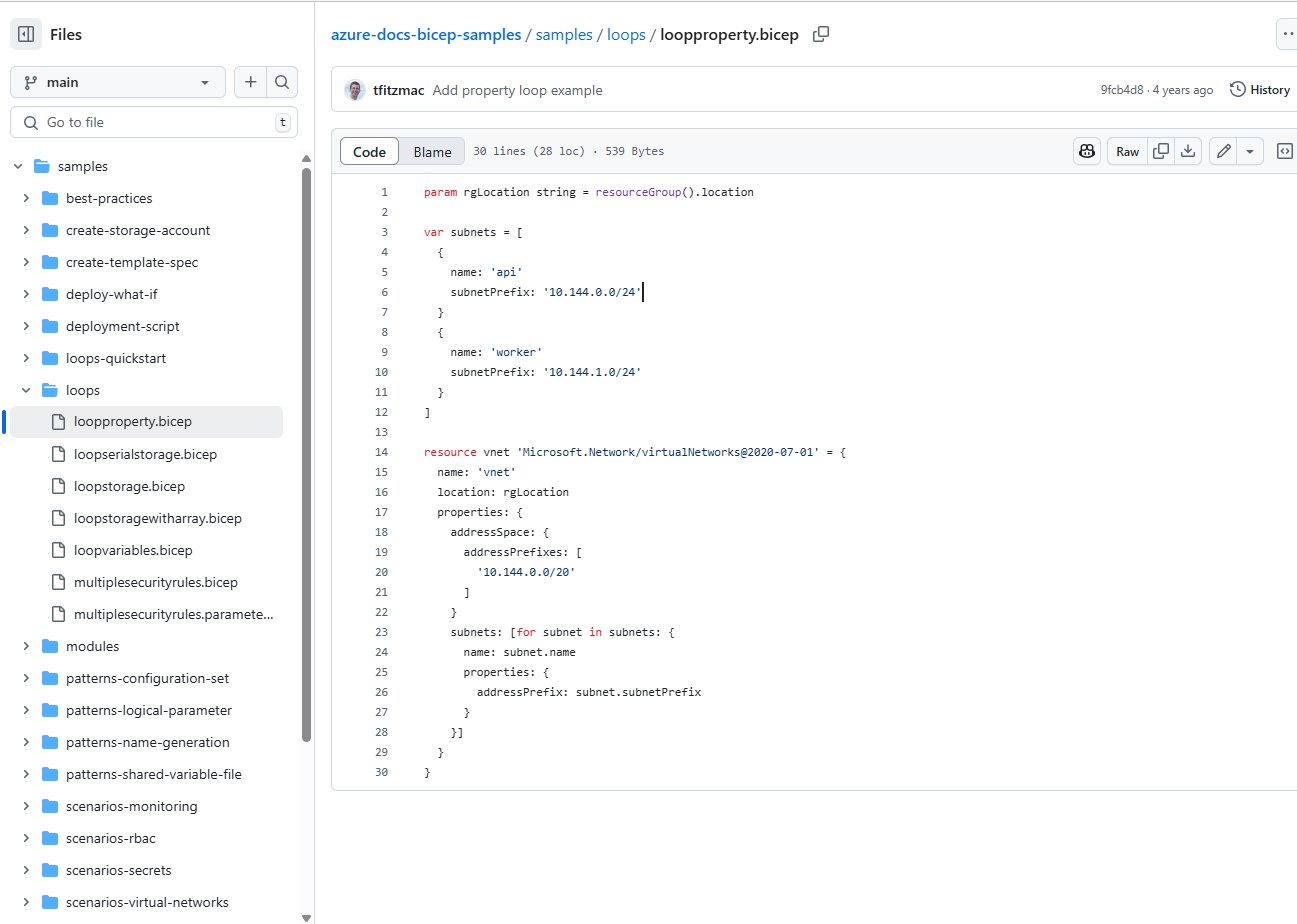 Files
main
Go to file
t
samples
best-practices
create-storage-account
create-template-spec
deploy-what-if
deployment-script
loops-quickstart
loops
loopproperty.bicep
loopserialstorage.bicep
loopstorage.bicep
loopstoragewitharray.bicep
loopvariables.bicep
multiplesecurityrules.bicep
multiplesecurityrules.paramete...
modules
patterns-configuration-set
patterns-logical-parameter
patterns-name-generation
patterns-shared-variable-file
scenarios-monitoring
scenarios-rbac
scenarios-secrets
scenarios-virtual-networks
azure-docs-bicep-samples / samples / loops / loopproperty.bicep
tfitzmac Add property loop example 9fcb4d8 · 4 years ago History
Code Blame 30 lines (28 loc) · 539 Bytes Raw
1 param rgLocation string = resourceGroup().location
2
3 var subnets = [
4   {
5     name: 'api'
6     subnetPrefix: '10.144.0.0/24'
7   }
8   {
9     name: 'worker'
10     subnetPrefix: '10.144.1.0/24'
11   }
12 ]
13
14 resource vnet 'Microsoft.Network/virtualNetworks@2020-07-01' = {
15   name: 'vnet'
16   location: rgLocation
17   properties: {
18     addressSpace: {
19       addressPrefixes: [
20         '10.144.0.0/20'
21       ]
22     }
23     subnets: [for subnet in subnets: {
24       name: subnet.name
25       properties: {
26         addressPrefix: subnet.subnetPrefix
27       }
28     }]
29   }
30 }